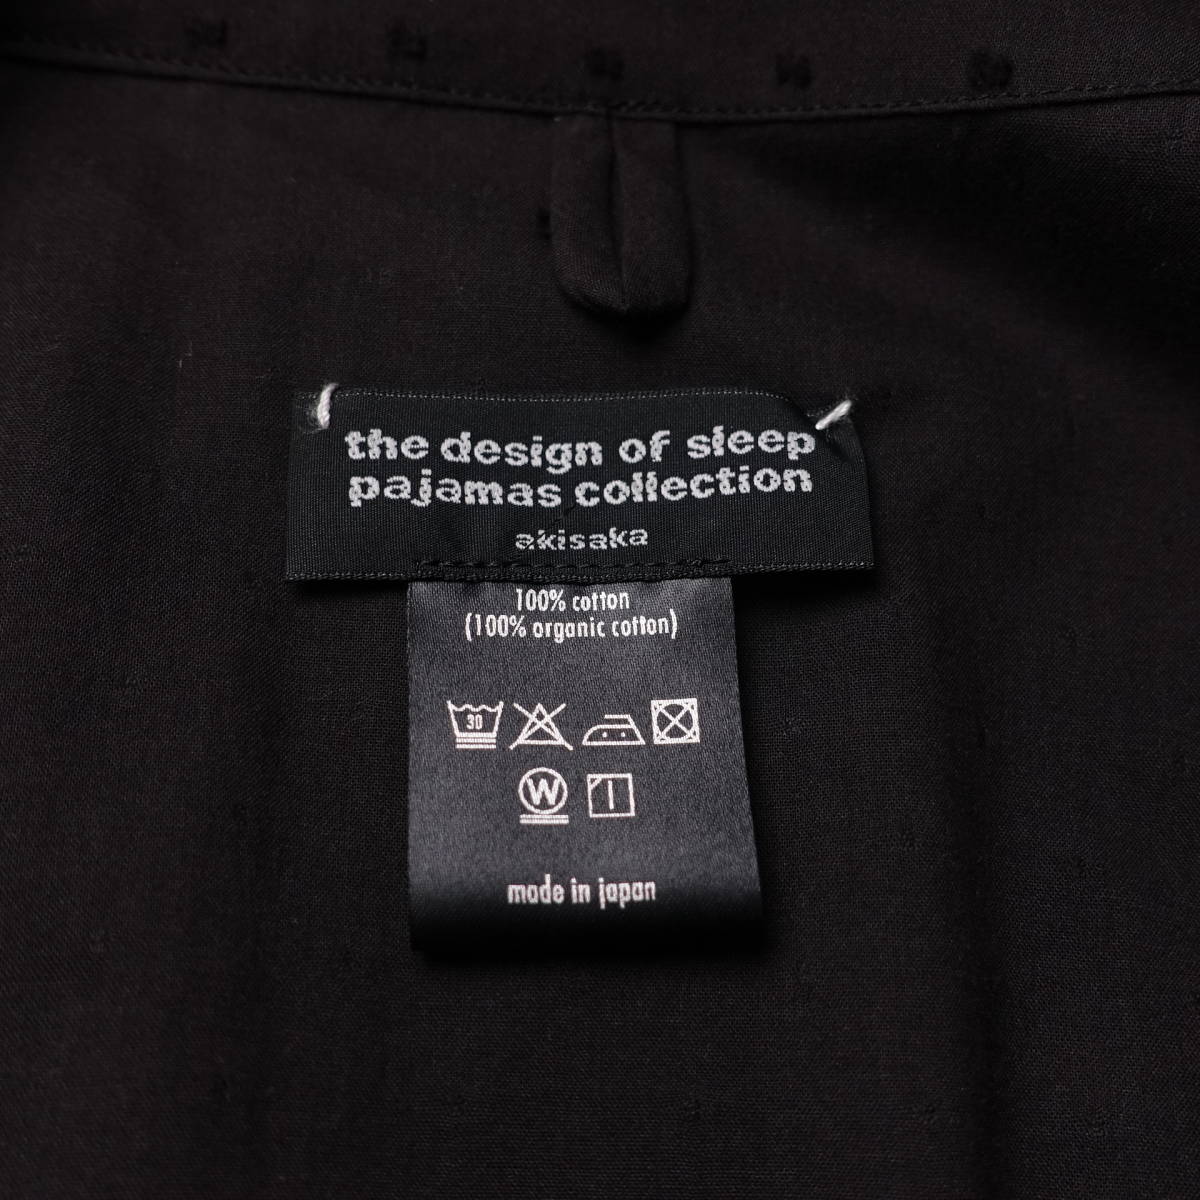 the design of sleep
pajamas collection
akisaka
100% cotton
(100% organic cotton)
30
W
made in japan